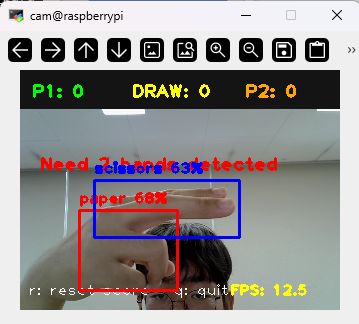 cam@raspberrypi
P1: 0 DRAW: 0 P2: 0
Need 2 hands detected
scissors 63%
paper 68%
r: reset score q: quit
FPS: 12.5